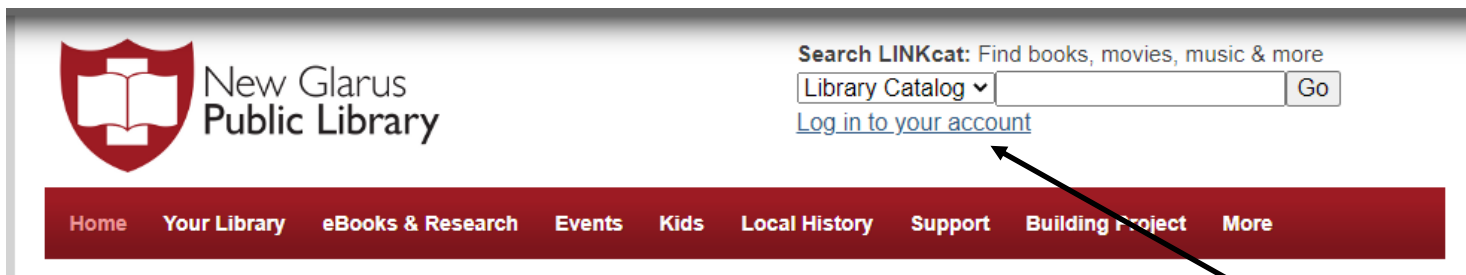 New Glarus
Public Library
Search LINKcat: Find books, movies, music & more
Library Catalog Go
Log in to your account
Home Your Library eBooks & Research Events Kids Local History Support Building Project More